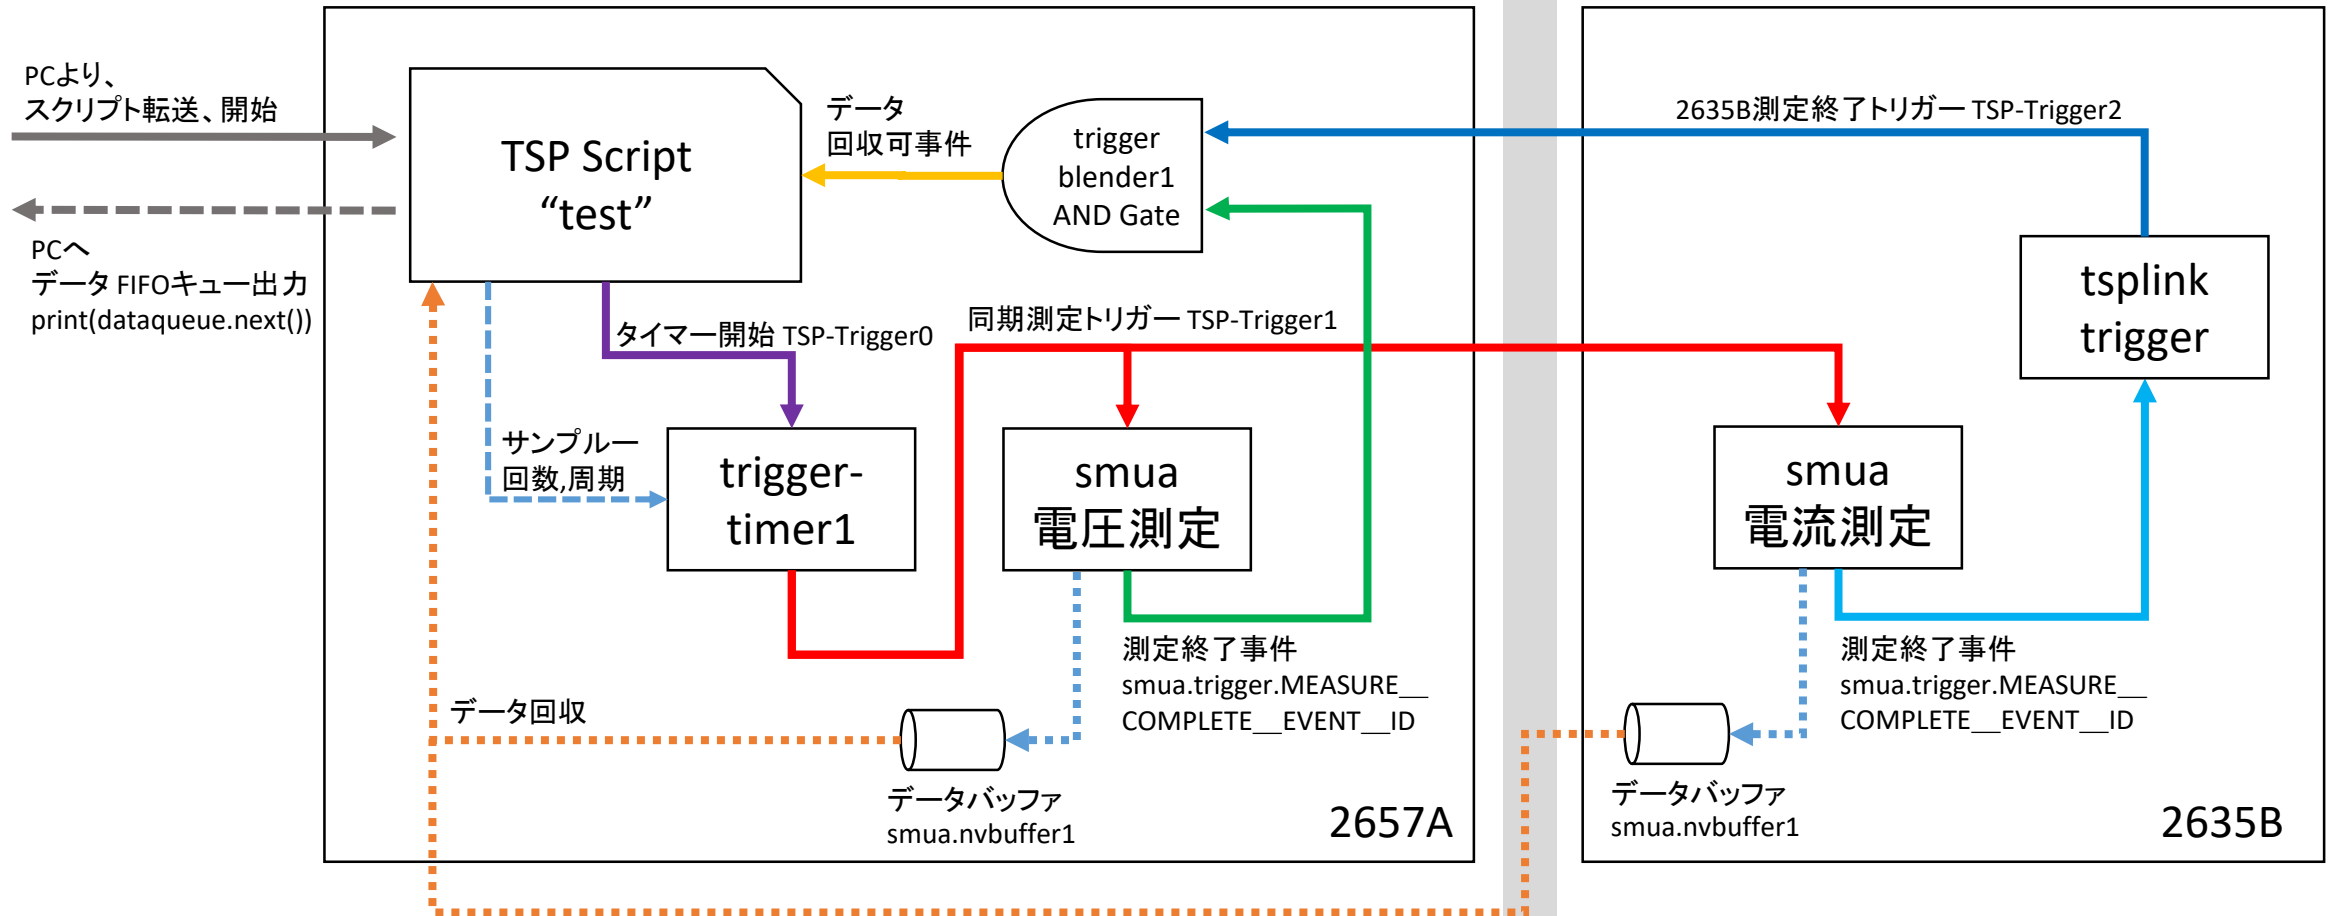 PCより、
スクリプト転送、開始
PCへ
データ FIFOキュー出力
print(dataqueue.next())
TSP Script
“test”
データ
回収可事件
trigger
blender1
AND Gate
2635B測定終了トリガー TSP-Trigger2
tsplink
trigger
タイマー開始 TSP-Trigger0
同期測定トリガー TSP-Trigger1
サンプルー
回数,周期
trigger-
timer1
smua
電圧測定
smua
電流測定
測定終了事件
smua.trigger.MEASURE__
COMPLETE__EVENT__ID
測定終了事件
smua.trigger.MEASURE__
COMPLETE__EVENT__ID
データ回収
データバッファ
smua.nvbuffer1
2657A
データバッファ
smua.nvbuffer1
2635B